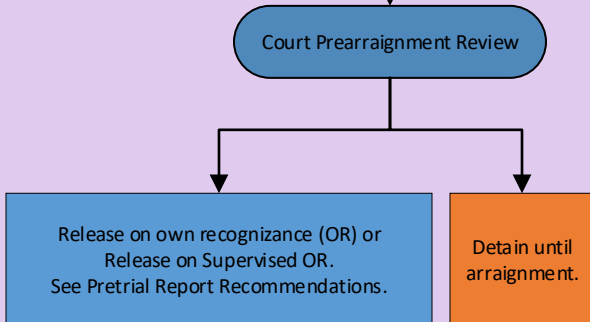 Court Prearraignment Review
Release on own recognizance (OR) or
Release on Supervised OR.
See Pretrial Report Recommendations.
Detain until
arraignment.